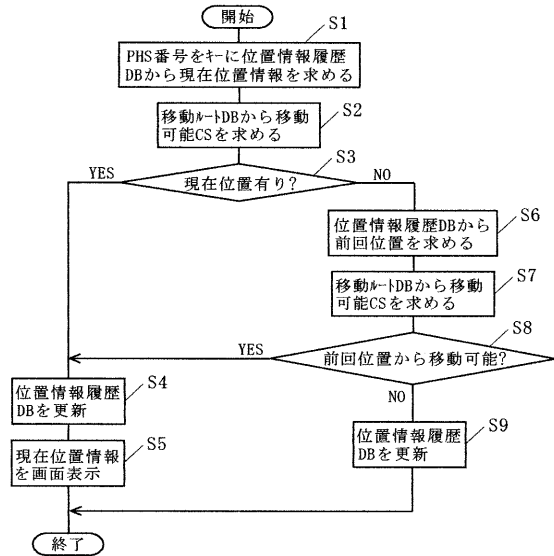 開始
S1
PHS番号をキーに位置情報履歴
DBから現在位置情報を求める
S2
移動ﾙｰﾄDBから移動
可能CSを求める
S3
YES
現在位置有り?
NO
S6
位置情報履歴DBから
前回位置を求める
S7
移動ﾙｰﾄDBから移動
可能CSを求める
S8
YES
前回位置から移動可能?
NO
S4
位置情報履歴
DBを更新
S5
現在位置情報
を画面表示
S9
位置情報履歴
DBを更新
終了